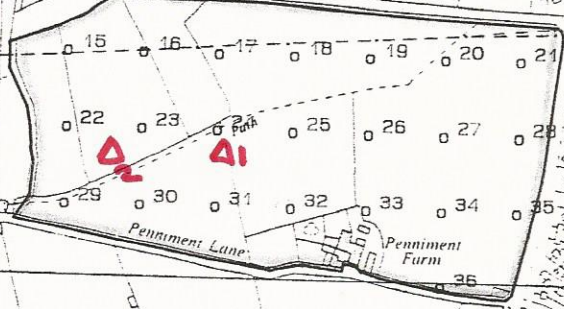 15 16 17 18 19 20 21
22 23 Path 25 26 27 28
Δ2 Δ1
29 30 31 32 33 34 35
Penniment Lane
Penniment
Farm
36